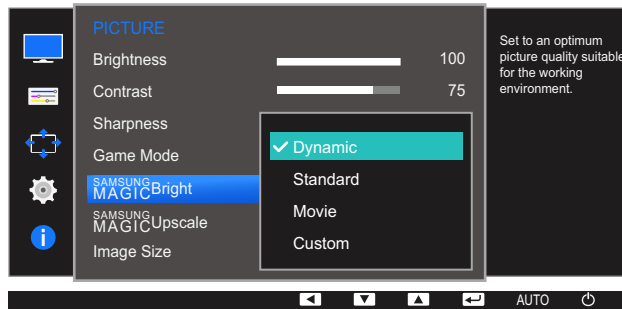 PICTURE
Brightness 100
Contrast 75
Sharpness
Game Mode
SAMSUNG
MAGICBright
SAMSUNG
MAGICUpscale
Image Size
Dynamic
Standard
Movie
Custom
Set to an optimum
picture quality suitable
for the working
environment.
i
AUTO